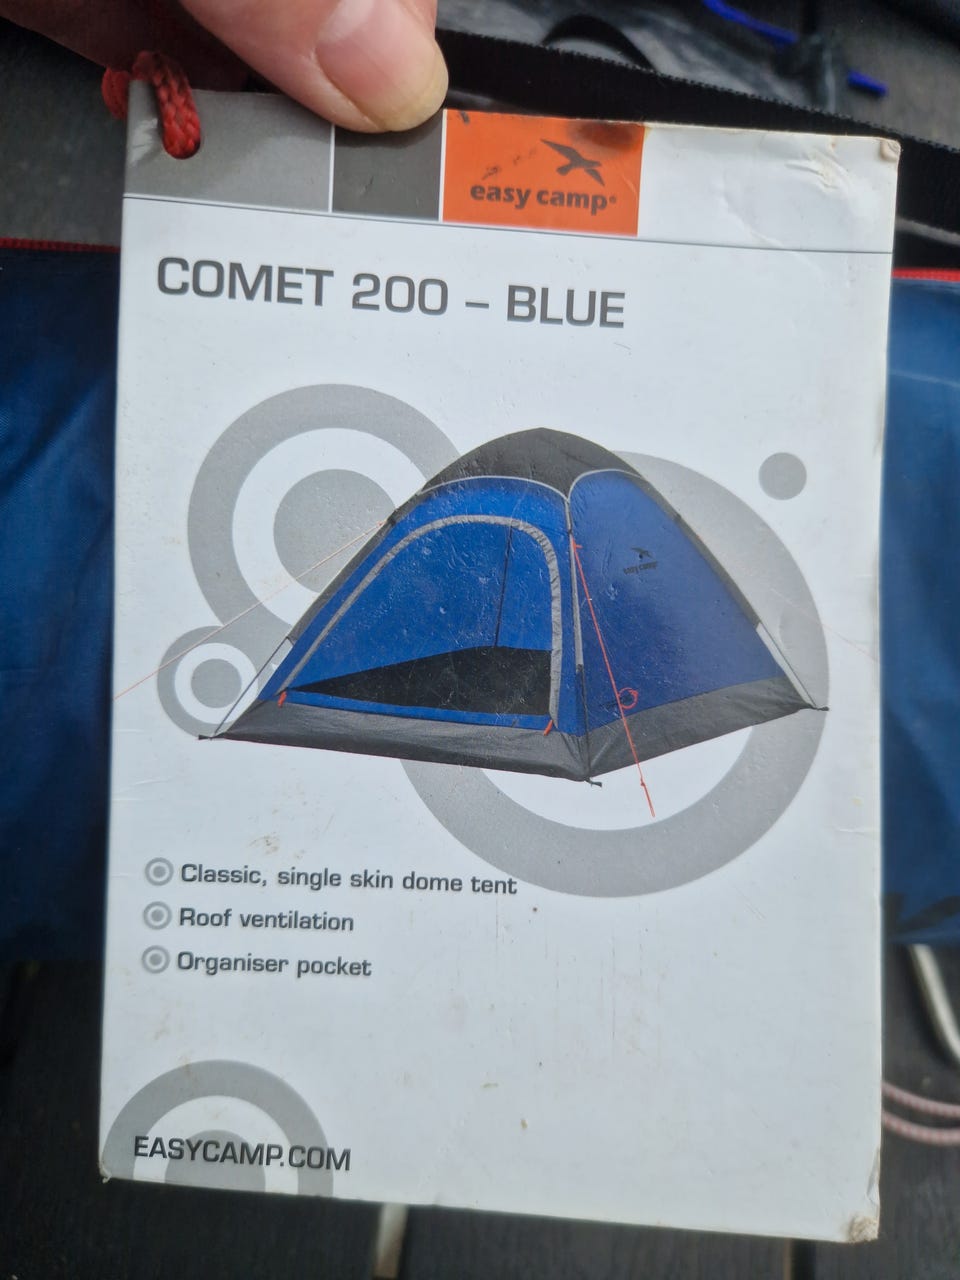 easy camp®
COMET 200 – BLUE
easy camp
Classic, single skin dome tent
Roof ventilation
Organiser pocket
EASYCAMP.COM